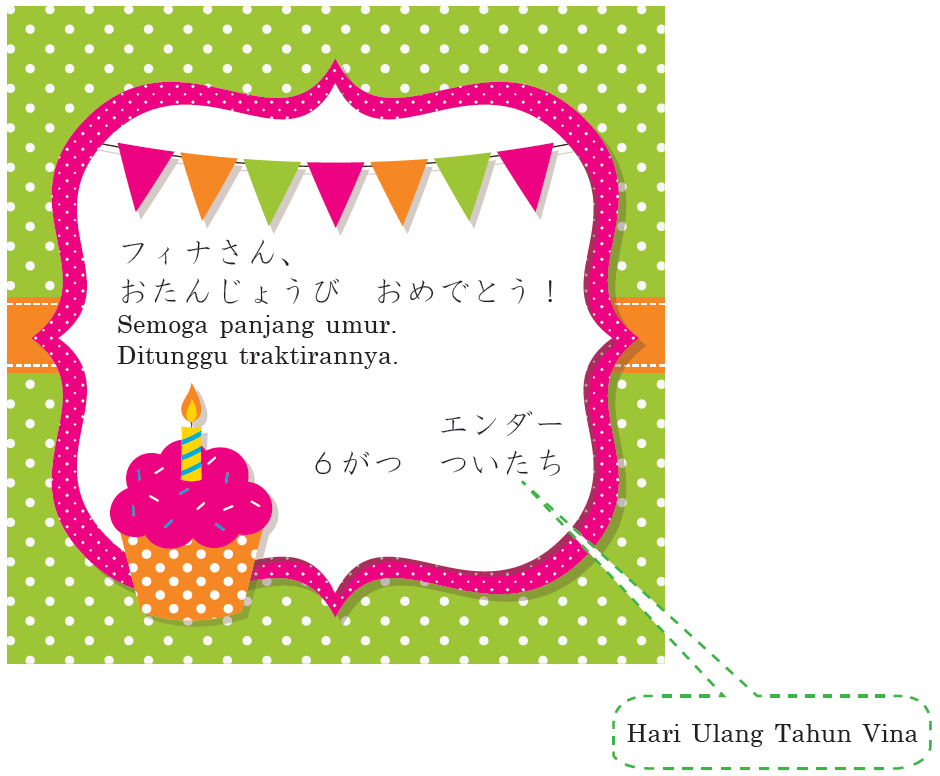 フィナさん、
おたんじょうび　おめでとう！
Semoga panjang umur.
Ditunggu traktirannya.
エンダー
６がつ　ついたち
Hari Ulang Tahun Vina